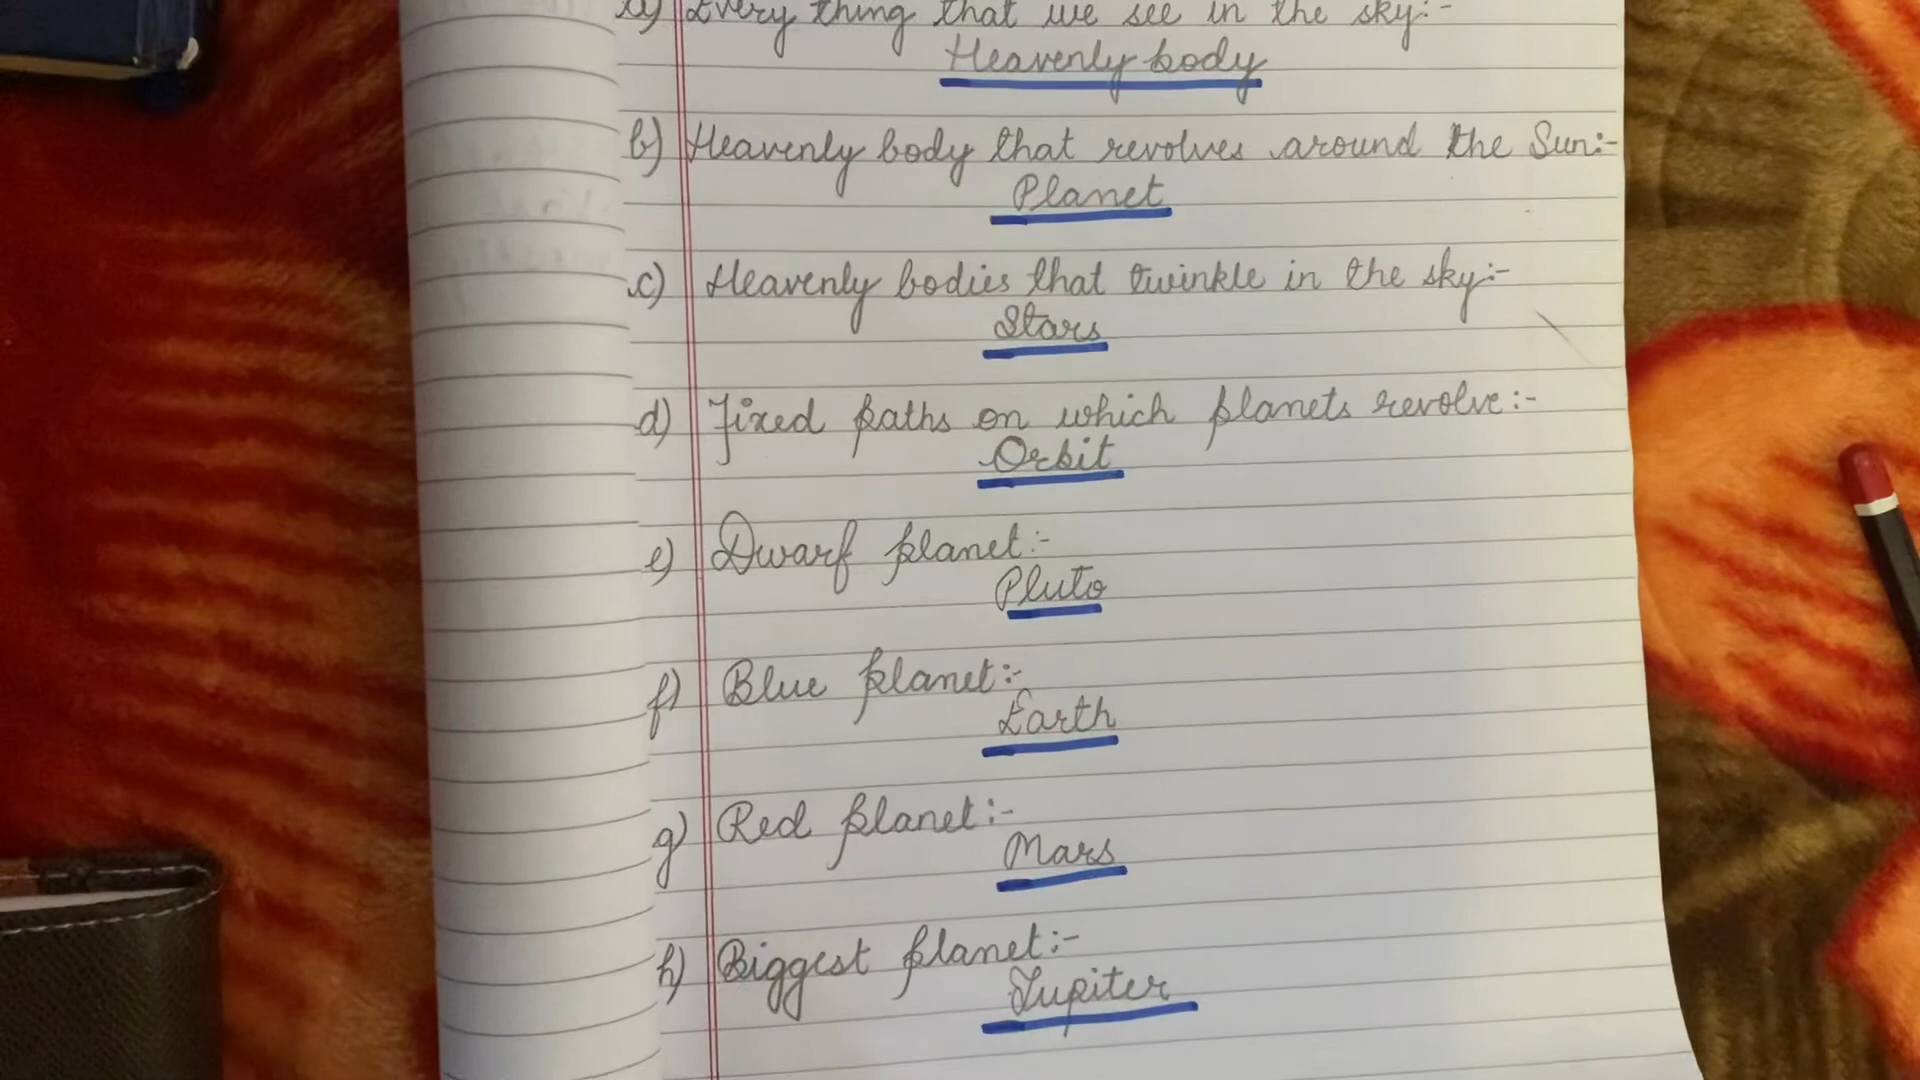 a) Every thing that we see in the sky:-
Heavenly body
b) Heavenly body that revolves around the Sun:-
Planet
c) Heavenly bodies that twinkle in the sky:-
Stars
d) Fixed paths on which planets revolve:-
Orbit
e) Dwarf planet:-
Pluto
f) Blue planet:-
Earth
g) Red planet:-
Mars
h) Biggest planet:-
Jupiter